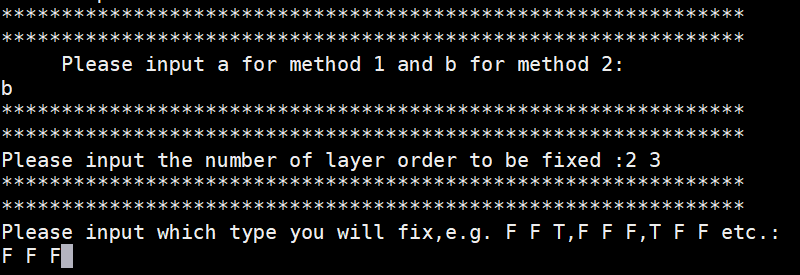 **************************************************************
**************************************************************
Please input a for method 1 and b for method 2:
b
**************************************************************
**************************************************************
Please input the number of layer order to be fixed :2 3
**************************************************************
**************************************************************
Please input which type you will fix,e.g. F F T,F F F,T F F etc.:
F F F